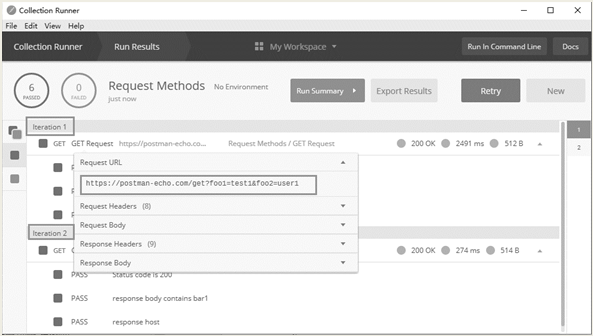 Collection Runner
File Edit View Help
Collection Runner Run Results My Workspace Run In Command Line Docs
6 PASSED 0 FAILED Request Methods No Environment just now Run Summary Export Results Retry New
Iteration 1 1
GET GET Request https://postman-echo.co... Request Methods / GET Request 200 OK 2491 ms 512 B 2
Request URL
https://postman-echo.com/get?foo1=test1&foo2=user1
Request Headers (8)
Request Body
Iteration 2
Response Headers (9)
GET 200 OK 274 ms 514 B
Response Body
PASS Status code is 200
PASS response body contains bar1
PASS response host